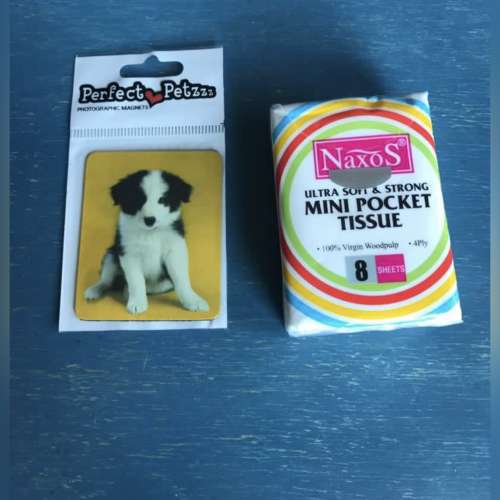 Perfect Petzzz
PHOTOGRAPHIC MAGNETS
NAXOS®
ULTRA SOFT & STRONG
MINI POCKET
TISSUE
• 100% Virgin Woodpulp • 4Ply
8 SHEETS